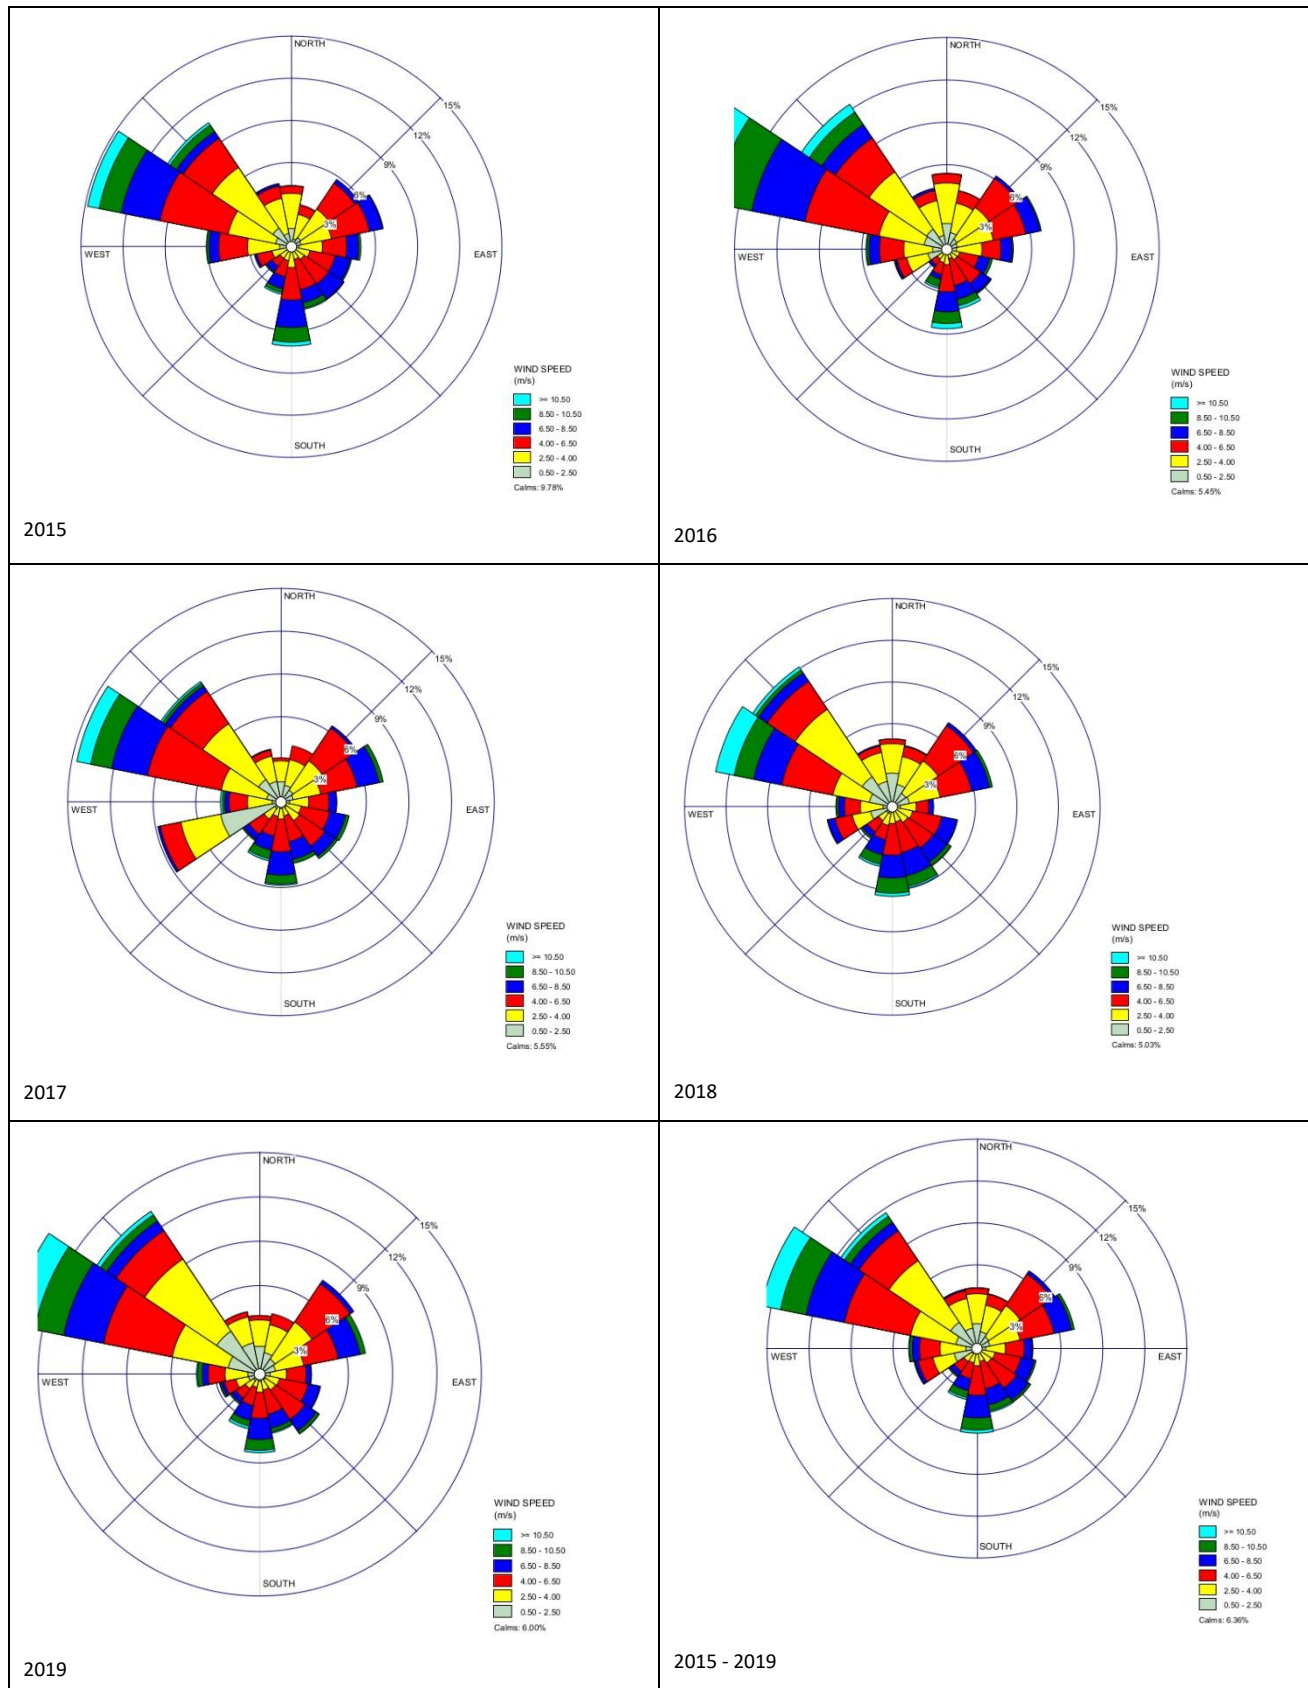 NORTH
15%
12%
9%
6%
3%
WEST
EAST
SOUTH
WIND SPEED
(m/s)
>= 10.50
8.50 - 10.50
6.50 - 8.50
4.00 - 6.50
2.50 - 4.00
0.50 - 2.50
Calms: 9.78%
2015
NORTH
15%
12%
9%
6%
3%
WEST
EAST
SOUTH
WIND SPEED
(m/s)
>= 10.50
8.50 - 10.50
6.50 - 8.50
4.00 - 6.50
2.50 - 4.00
0.50 - 2.50
Calms: 5.45%
2016
NORTH
15%
12%
9%
6%
3%
WEST
EAST
SOUTH
WIND SPEED
(m/s)
>= 10.50
8.50 - 10.50
6.50 - 8.50
4.00 - 6.50
2.50 - 4.00
0.50 - 2.50
Calms: 5.55%
2017
NORTH
15%
12%
9%
6%
3%
WEST
EAST
SOUTH
WIND SPEED
(m/s)
>= 10.50
8.50 - 10.50
6.50 - 8.50
4.00 - 6.50
2.50 - 4.00
0.50 - 2.50
Calms: 5.03%
2018
NORTH
15%
12%
9%
6%
3%
WEST
EAST
SOUTH
WIND SPEED
(m/s)
>= 10.50
8.50 - 10.50
6.50 - 8.50
4.00 - 6.50
2.50 - 4.00
0.50 - 2.50
Calms: 6.00%
2019
NORTH
15%
12%
9%
6%
3%
WEST
EAST
SOUTH
WIND SPEED
(m/s)
>= 10.50
8.50 - 10.50
6.50 - 8.50
4.00 - 6.50
2.50 - 4.00
0.50 - 2.50
Calms: 6.36%
2015 - 2019